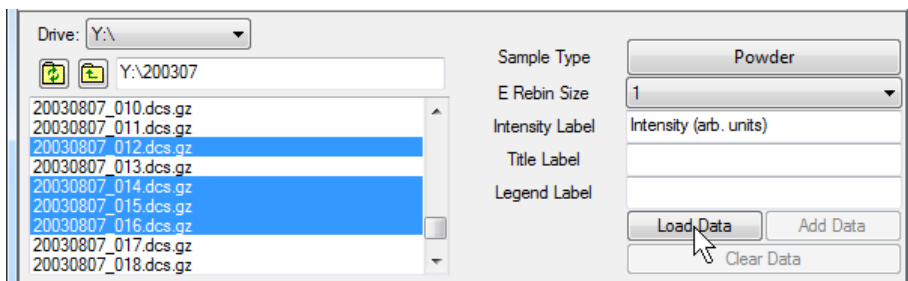 Drive: Y:\
Y:\200307
20030807_010.dcs.gz
20030807_011.dcs.gz
20030807_012.dcs.gz
20030807_013.dcs.gz
20030807_014.dcs.gz
20030807_015.dcs.gz
20030807_016.dcs.gz
20030807_017.dcs.gz
20030807_018.dcs.gz
Sample Type Powder
E Rebin Size 1
Intensity Label Intensity (arb. units)
Title Label
Legend Label
Load Data Add Data
Clear Data